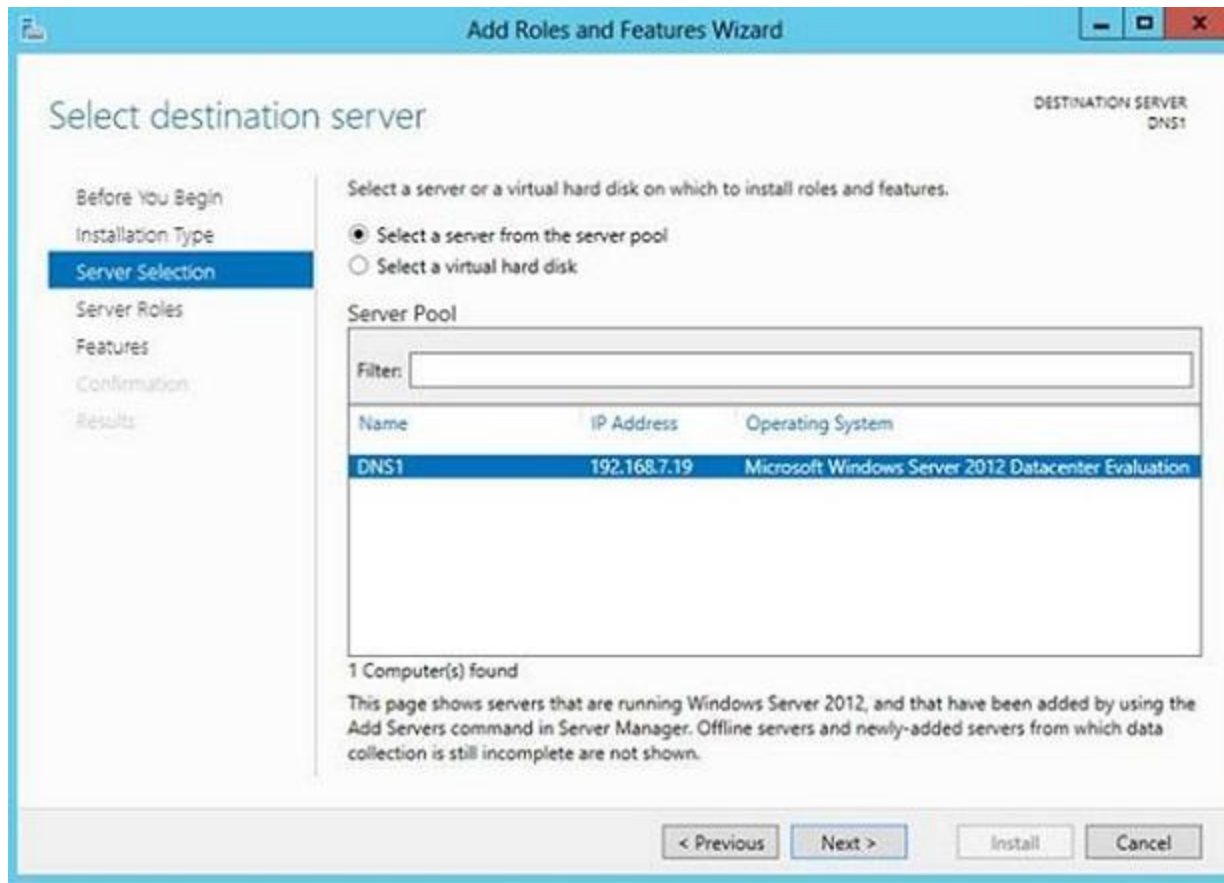 Add Roles and Features Wizard
Select destination server
DESTINATION SERVER
DNS1
Before You Begin
Installation Type
Server Selection
Server Roles
Features
Confirmation
Results
Select a server or a virtual hard disk on which to install roles and features.
Select a server from the server pool
Select a virtual hard disk
Server Pool
Filter:
Name IP Address Operating System
DNS1 192.168.7.19 Microsoft Windows Server 2012 Datacenter Evaluation
1 Computer(s) found
This page shows servers that are running Windows Server 2012, and that have been added by using the
Add Servers command in Server Manager. Offline servers and newly-added servers from which data
collection is still incomplete are not shown.
< Previous Next > Install Cancel